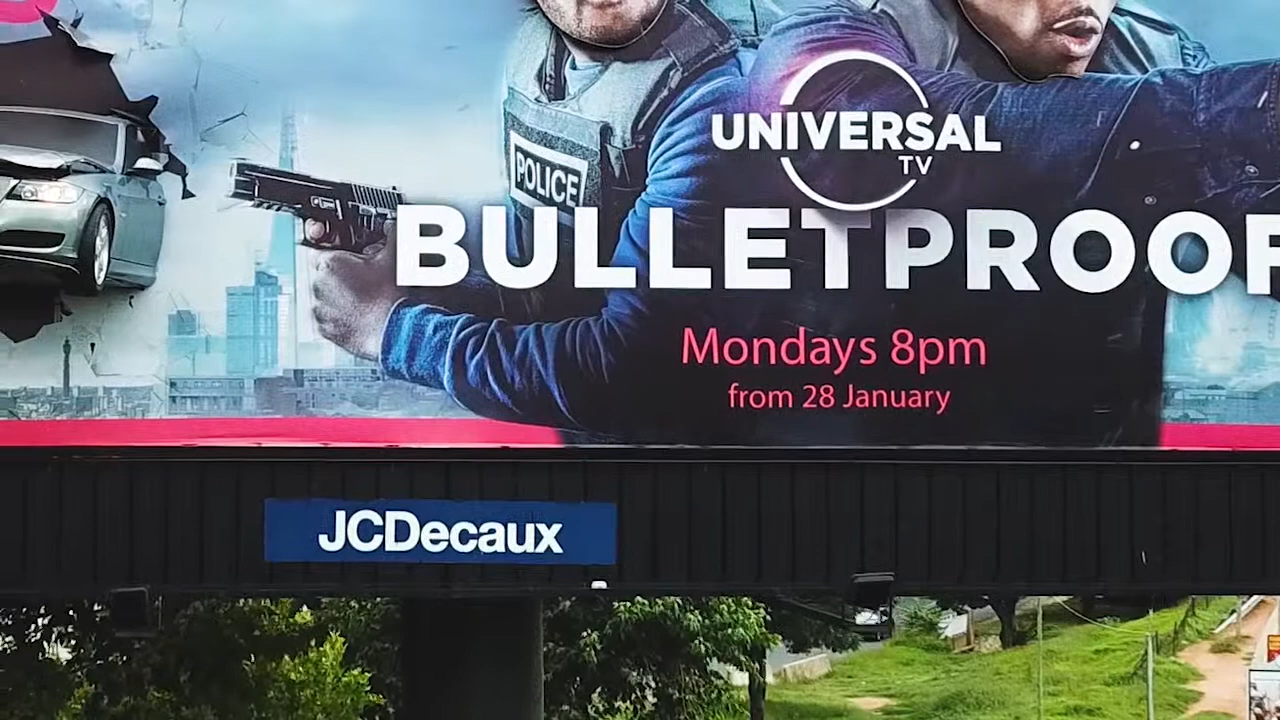 UNIVERSAL
TV
POLICE
BULLETPROOF
Mondays 8pm
from 28 January
JCDecaux